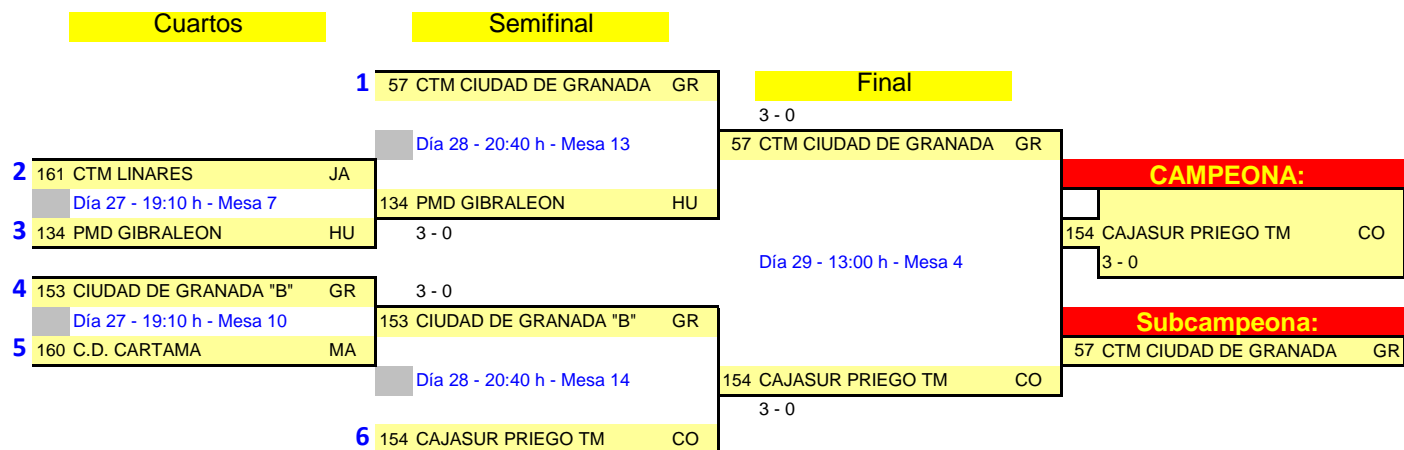 Cuartos Semifinal
1 57 CTM CIUDAD DE GRANADA GR Final
3 - 0
Día 28 - 20:40 h - Mesa 13 57 CTM CIUDAD DE GRANADA GR
2 161 CTM LINARES JA CAMPEONA:
Día 27 - 19:10 h - Mesa 7 134 PMD GIBRALEON HU
3 134 PMD GIBRALEON HU 3 - 0 154 CAJASUR PRIEGO TM CO
Día 29 - 13:00 h - Mesa 4 3 - 0
4 153 CIUDAD DE GRANADA "B" GR 3 - 0
Día 27 - 19:10 h - Mesa 10 153 CIUDAD DE GRANADA "B" GR Subcampeona:
5 160 C.D. CARTAMA MA 57 CTM CIUDAD DE GRANADA GR
Día 28 - 20:40 h - Mesa 14 154 CAJASUR PRIEGO TM CO
3 - 0
6 154 CAJASUR PRIEGO TM CO